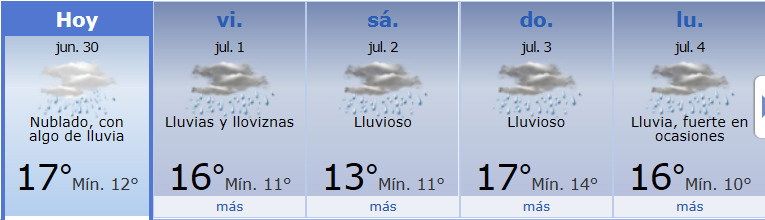 Hoy
jun. 30
Nublado, con
algo de lluvia
17° Mín. 12°
vi.
jul. 1
Lluvias y lloviznas
16° Mín. 11°
más
sá.
jul. 2
Lluvioso
13° Mín. 11°
más
do.
jul. 3
Lluvioso
17° Mín. 14°
más
lu.
jul. 4
Lluvia, fuerte en
ocasiones
16° Mín. 10°
más